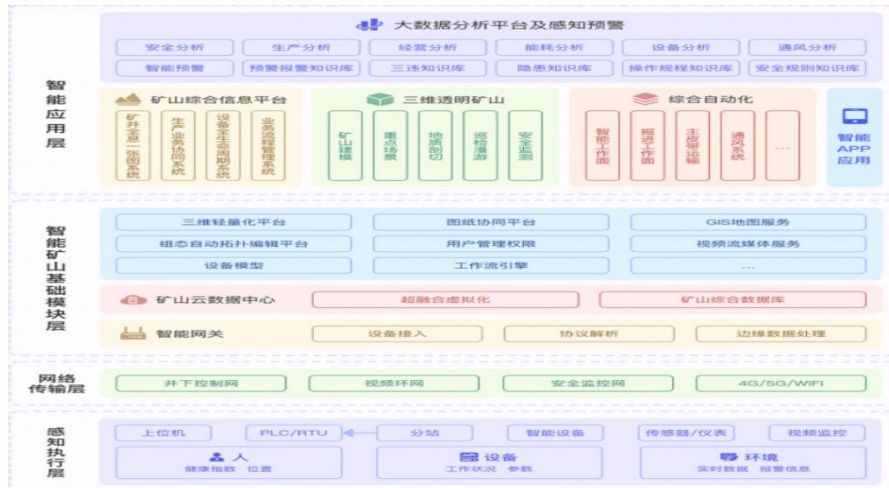 智能应用层
大数据分析平台及感知预警
安全分析 生产分析 经营分析 能耗分析 设备分析 通风分析
智能预警 预警报警知识库 三违知识库 隐患知识库 操作规程知识库 安全规则知识库
矿山综合信息平台
矿井全息一张图系统
生产业务协同系统
设备全生命周期系统
业务流程管理系统
三维透明矿山
矿山建模
重点场景
地质剖切
巡检漫游
安全监测
综合自动化
智能工作面
掘进工作面
主皮带运输
通风系统
...
智能
APP
应用
智能矿山基础模块层
三维轻量化平台 图纸协同平台 GIS地图服务
组态自动拓扑编辑平台 用户管理权限 视频流媒体服务
设备模型 工作流引擎 ...
矿山云数据中心 超融合虚拟化 矿山综合数据库
智能网关 设备接入 协议解析 边缘数据处理
网络
传输层
井下控制网 视频环网 安全监控网 4G/5G/WIFI
感知执行层
上位机 PLC/RTU 分站 智能设备 传感器/仪表 视频监控
人 设备 环境
健康指数 位置 工作状况 参数 实时数据 报警信息